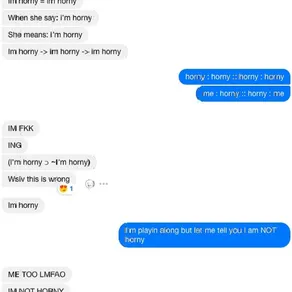 Im horny = im horny
When she say: i'm horny
She means: i'm horny
Im horny -> im horny -> im horny
horny : horny :: horny : horny
me : horny :: horny : me
IM FKK
ING
(I'm horny ⊃ ~I'm horny)
Wait this is wrong
1
Im horny
I'm playin along but let me tell you I am NOT
horny
ME TOO LMFAO
IM NOT HORNY